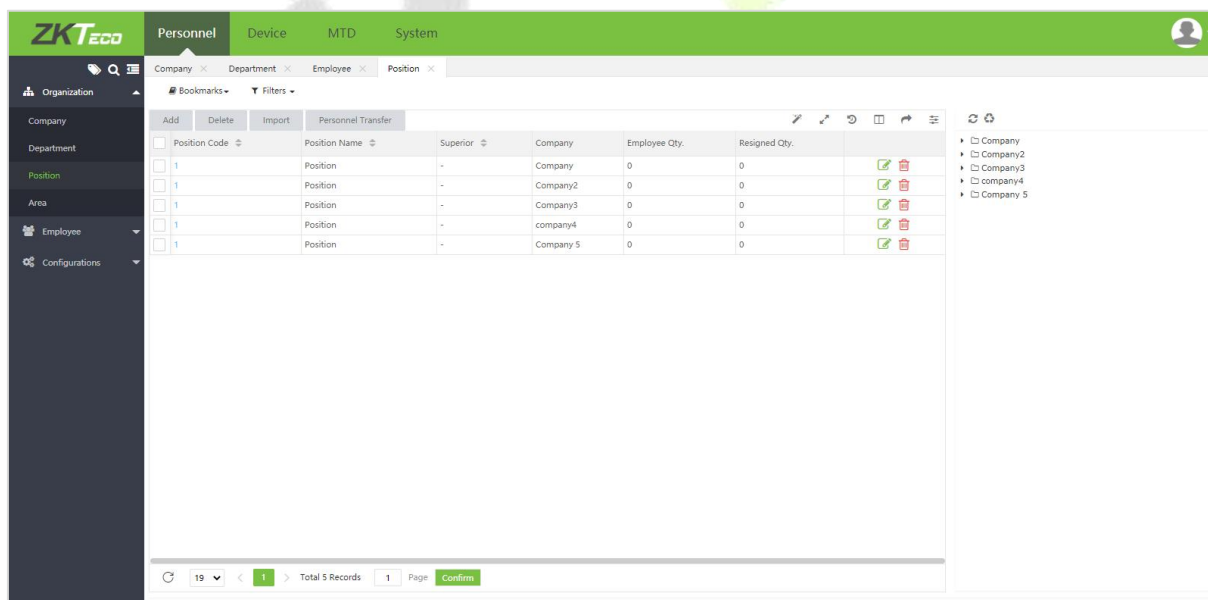 ZKTECO Personnel Device MTD System
Company × Department × Employee × Position ×
Bookmarks Filters
Organization
Company
Department
Position
Area
Employee
Configurations
Add Delete Import Personnel Transfer
Position Code Position Name Superior Company Employee Qty. Resigned Qty.
1 Position - Company 0 0
1 Position - Company2 0 0
1 Position - Company3 0 0
1 Position - company4 0 0
1 Position - Company 5 0 0
Company
Company2
Company3
company4
Company 5
19 < 1 > Total 5 Records 1 Page Confirm